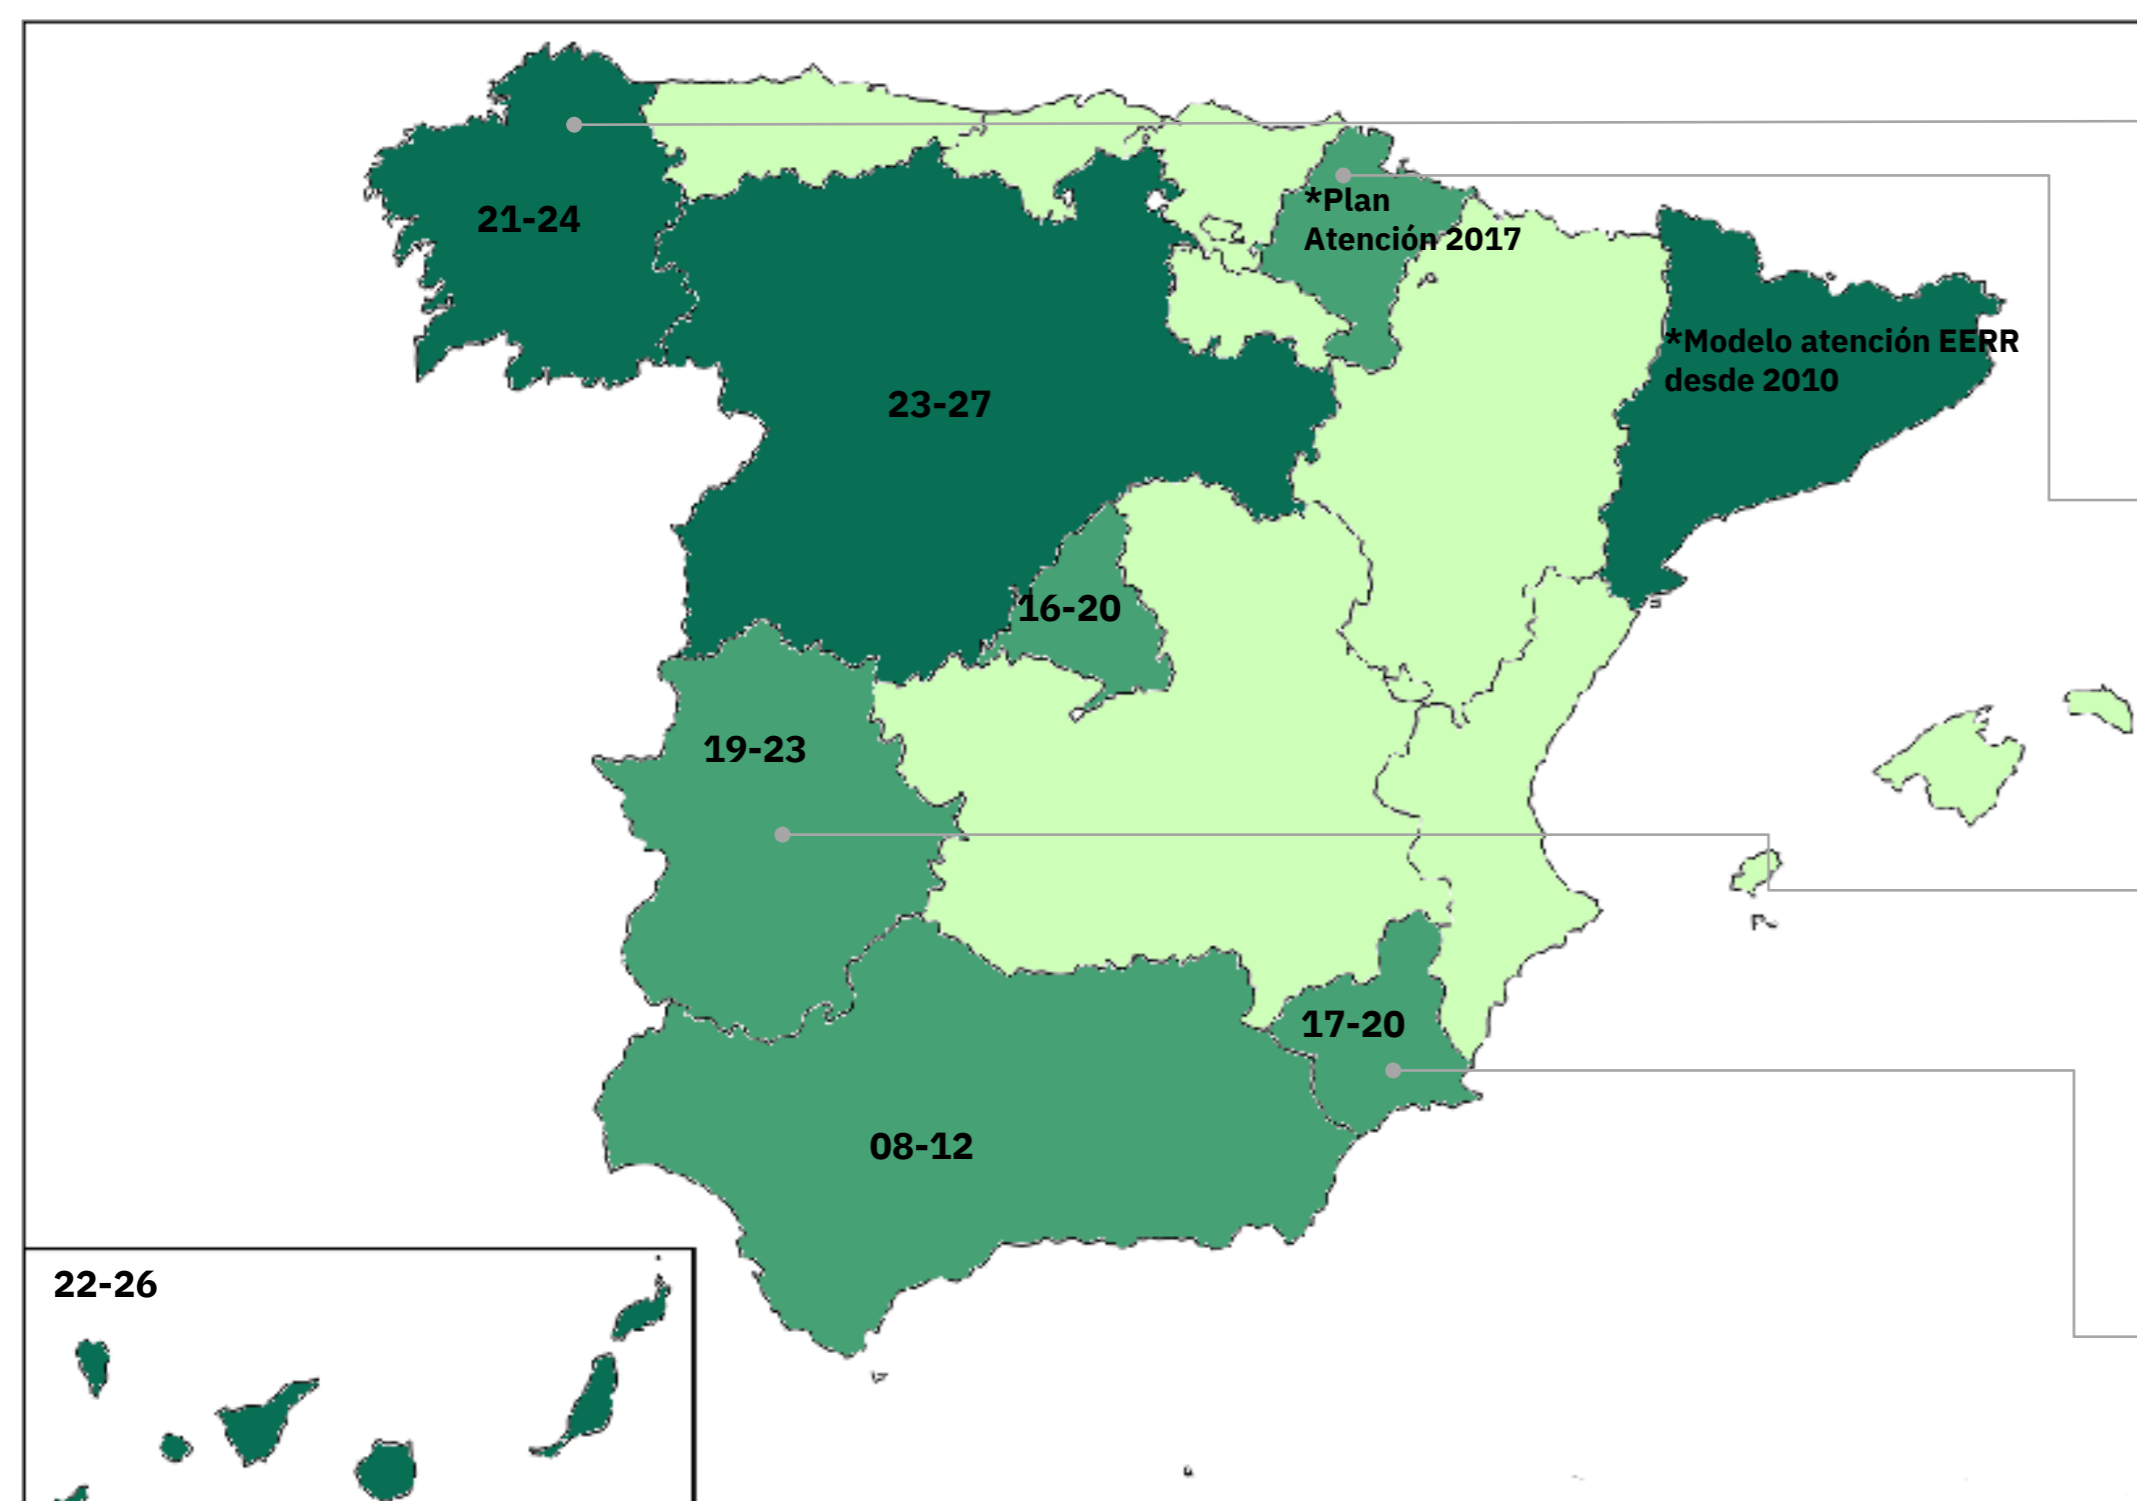 21-24
*Plan
Atención 2017
*Modelo atención EERR
desde 2010
23-27
16-20
19-23
17-20
08-12
22-26